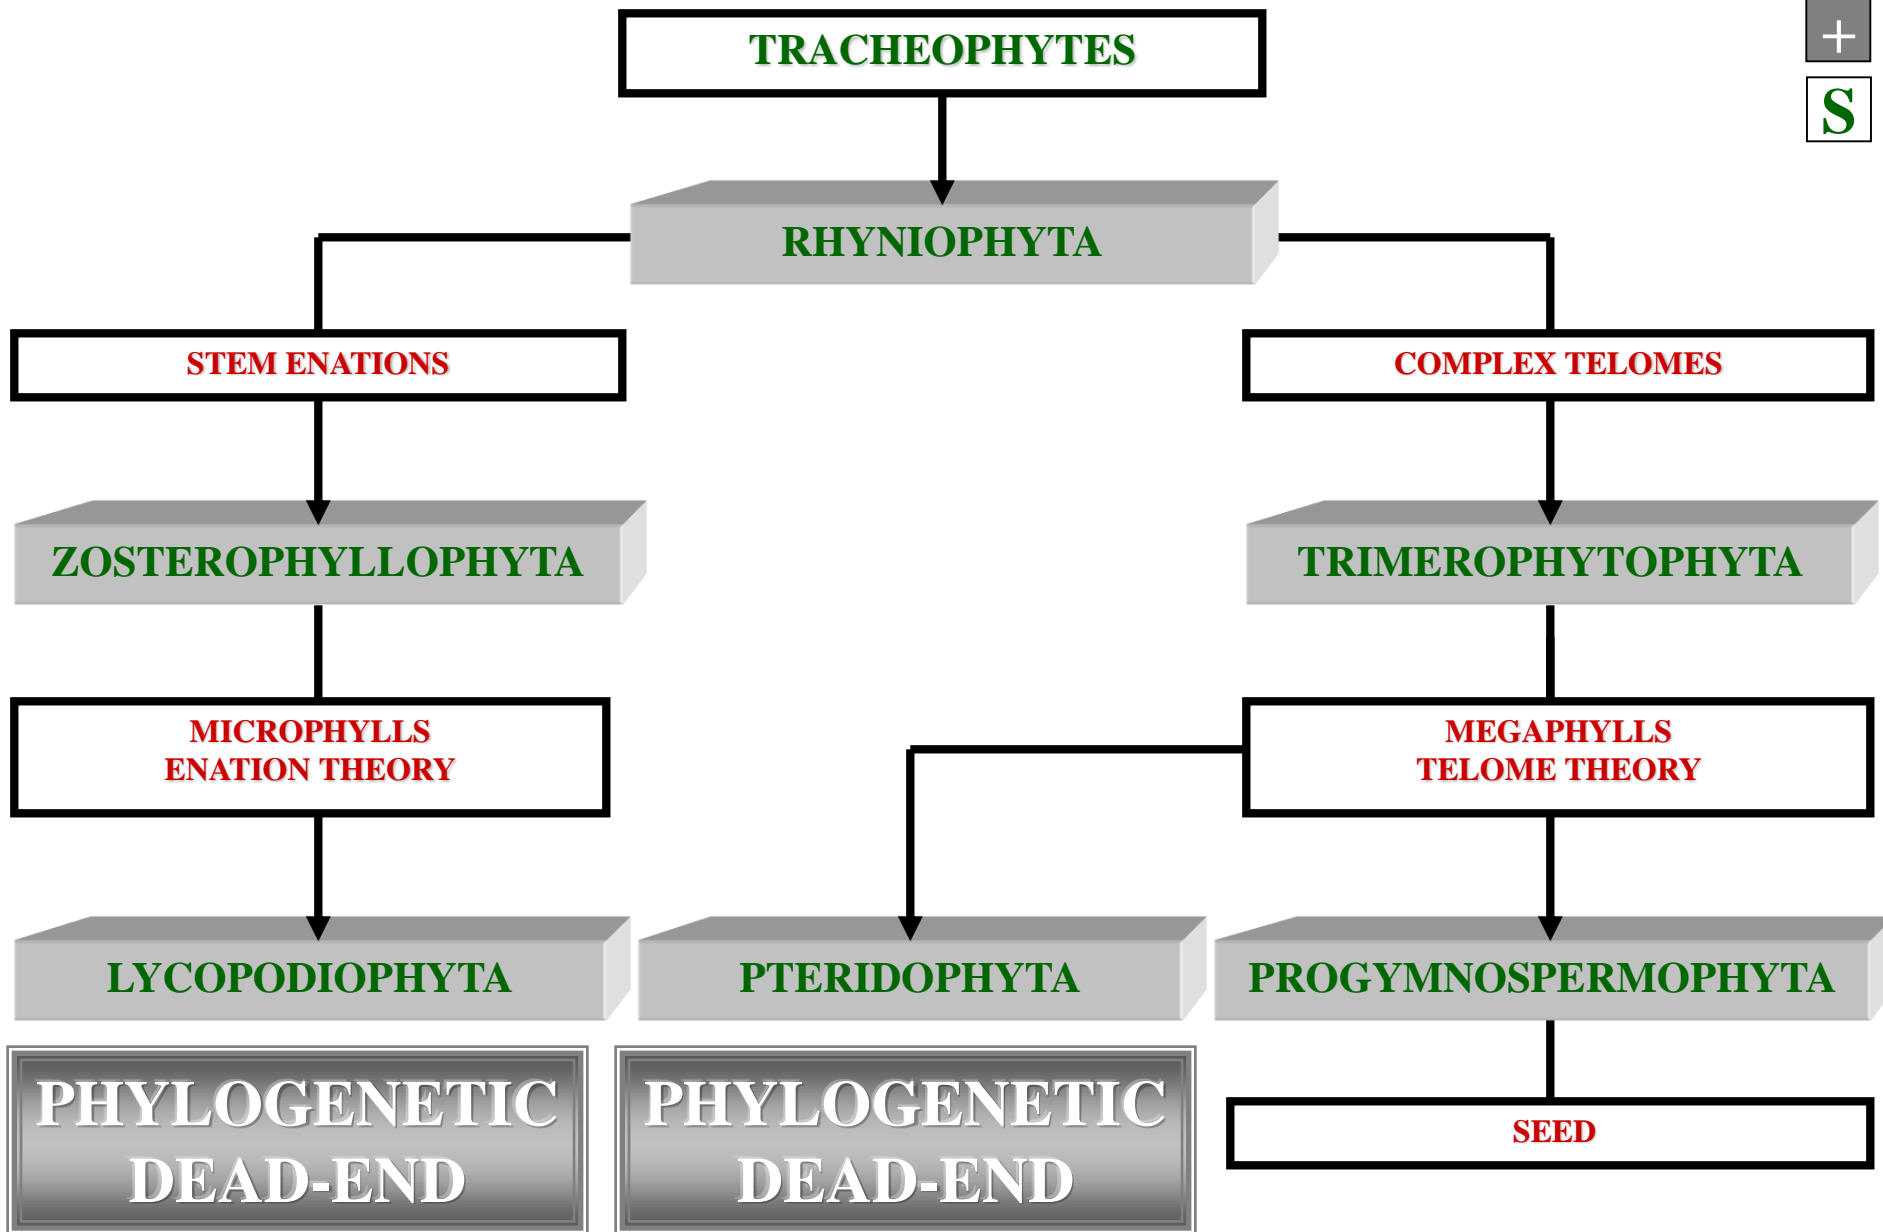 TRACHEOPHYTES
+
S
RHYNIOPHYTA
STEM ENATIONS
COMPLEX TELOMES
ZOSTEROPHYLLOPHYTA
TRIMEROPHYTOPHYTA
MICROPHYLLS
ENATION THEORY
MEGAPHYLLS
TELOME THEORY
LYCOPODIOPHYTA
PTERIDOPHYTA
PROGYMNOSPERMOPHYTA
PHYLOGENETIC
DEAD-END
PHYLOGENETIC
DEAD-END
SEED